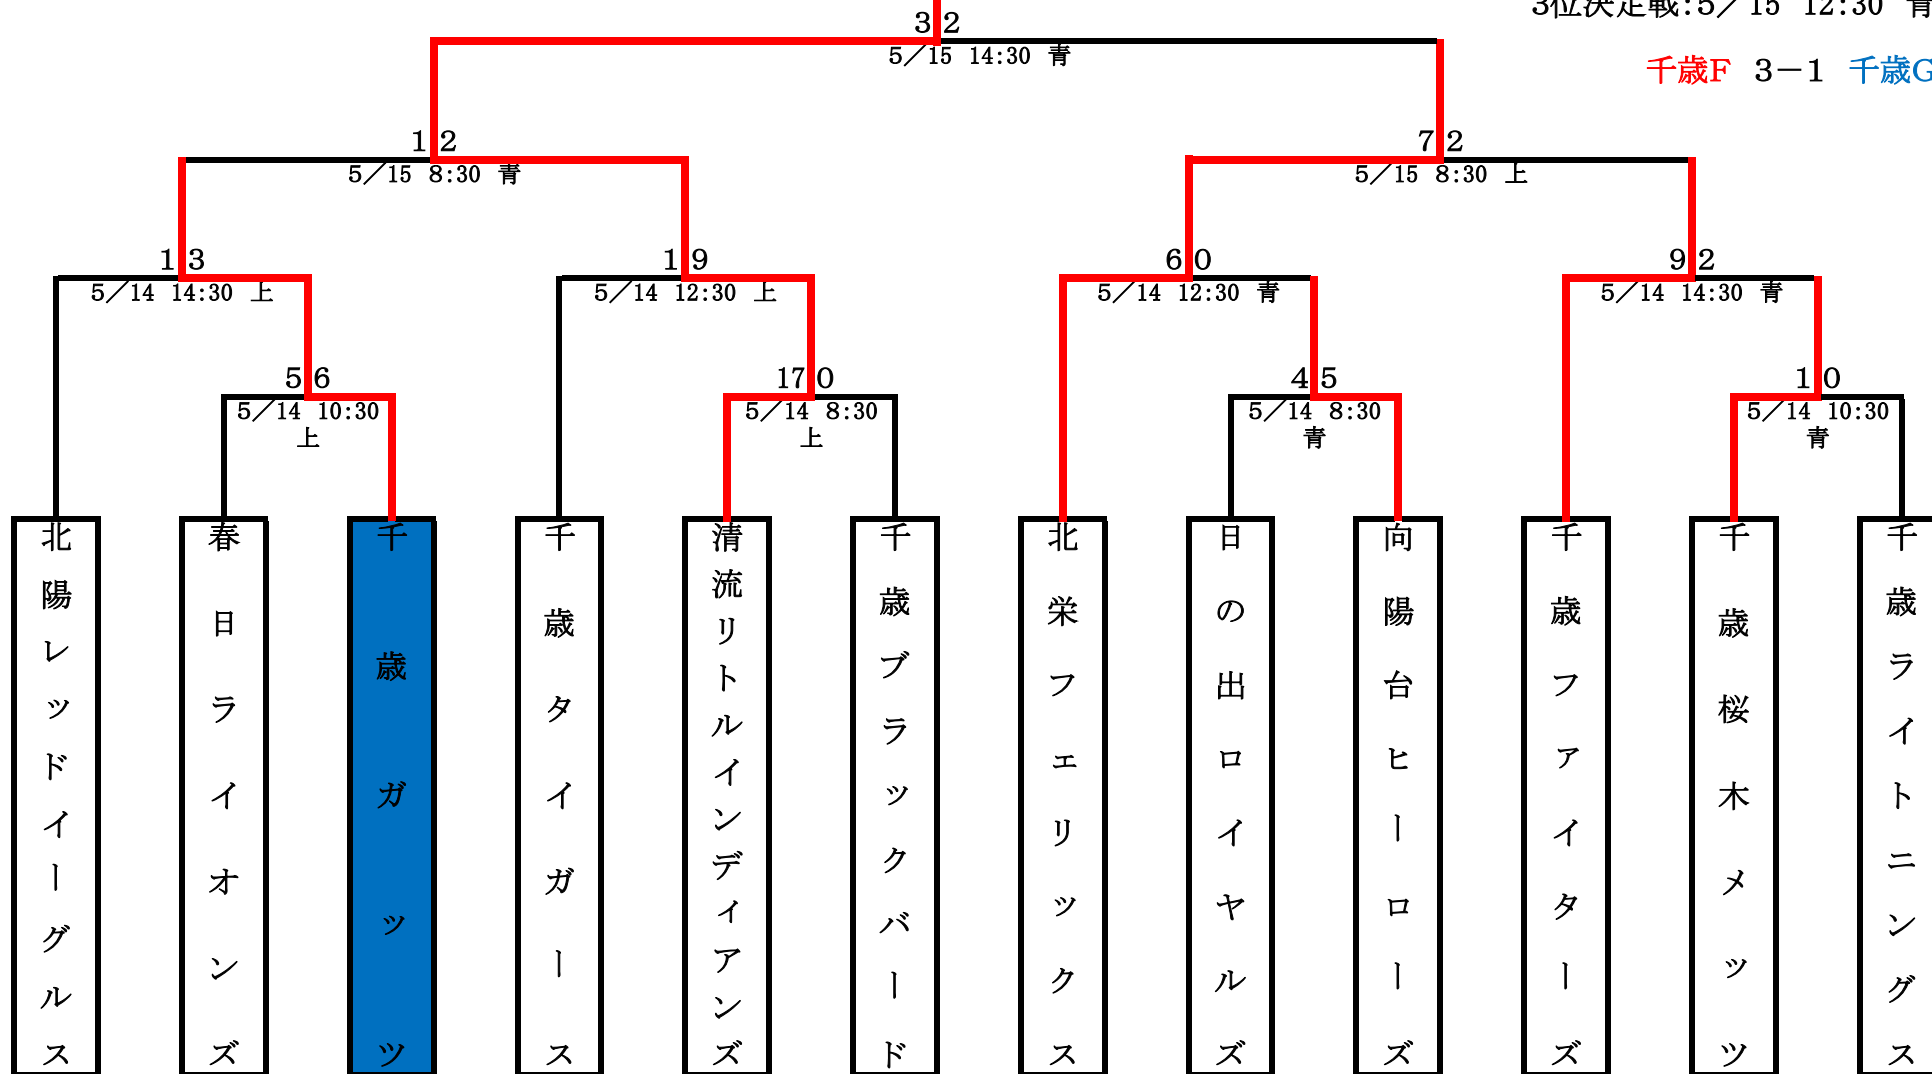 3位決定戦:5/15 12:30 青
3 2
5/15 14:30 青
千歳F 3-1 千歳G
1 2
5/15 8:30 青
7 2
5/15 8:30 上
1 3
5/14 14:30 上
1 9
5/14 12:30 上
6 0
5/14 12:30 青
9 2
5/14 14:30 青
5 6
5/14 10:30
上
17 0
5/14 8:30
上
4 5
5/14 8:30
青
1 0
5/14 10:30
青
北陽レッドイーグルス
春日ライオンズ
千歳ガッツ
千歳タイガース
清流リトルインディアンズ
千歳ブラックバード
北栄フェリックス
日の出ロイヤルズ
向陽台ヒーローズ
千歳ファイターズ
千歳桜木メッツ
千歳ライトニングス